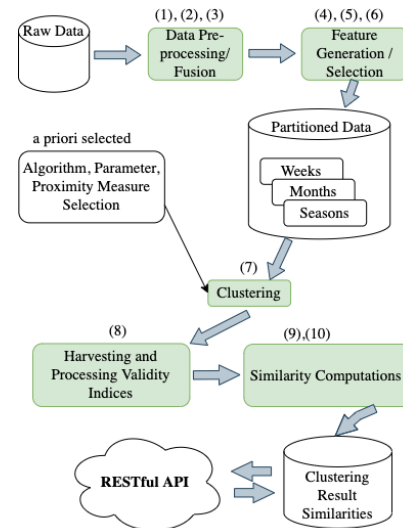 (1), (2), (3)
(4), (5), (6)
Raw Data
Data Pre-
processing/
Fusion
Feature
Generation /
Selection
Partitioned Data
Weeks
Months
Seasons
a priori selected
Algorithm, Parameter,
Proximity Measure
Selection
(7)
Clustering
(8)
Harvesting and
Processing Validity
Indices
(9),(10)
Similarity Computations
RESTful API
Clustering
Result
Similarities